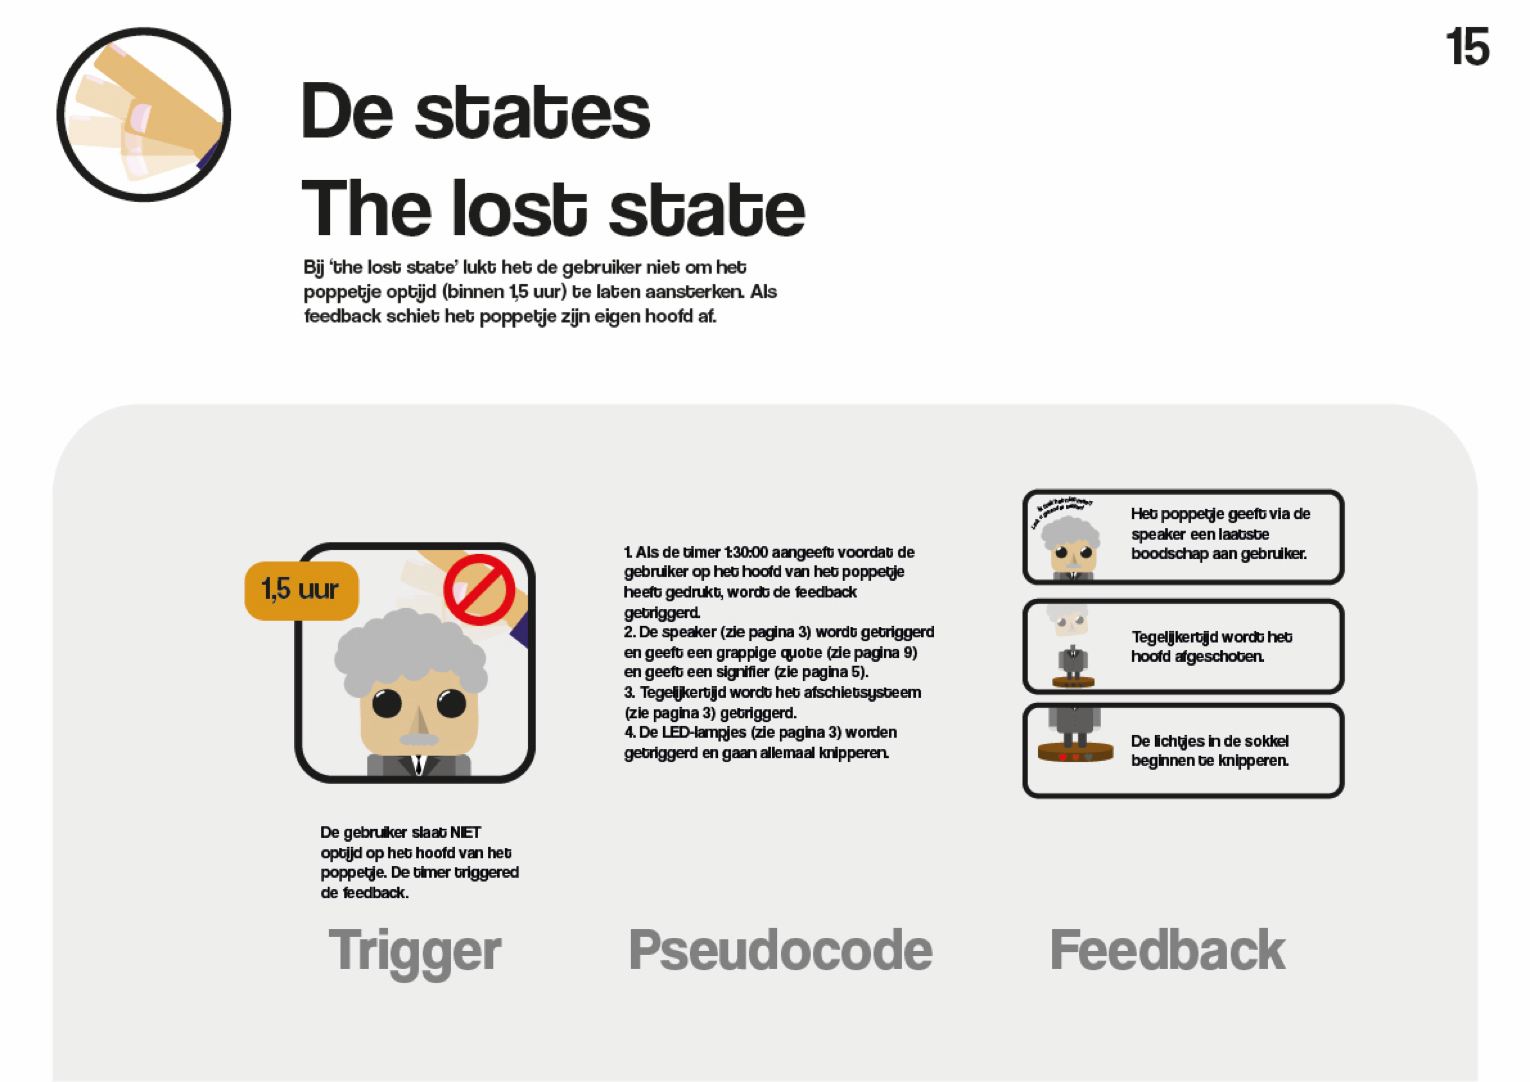 15
De states
The lost state
Bij ‘the lost state’ lukt het de gebruiker niet om het
poppetje optijd (binnen 1,5 uur) te laten aansterken. Als
feedback schiet het poppetje zijn eigen hoofd af.
1,5 uur
De gebruiker slaat NIET
optijd op het hoofd van het
poppetje. De timer triggered
de feedback.
Trigger
1. Als de timer 1:30:00 aangeeft voordat de
gebruiker op het hoofd van het poppetje
heeft gedrukt, wordt de feedback
getriggerd.
2. De speaker (zie pagina 3) wordt getriggerd
en geeft een grappige quote (zie pagina 9)
en geeft een signifier (zie pagina 5).
3. Tegelijkertijd wordt het afschietsysteem
(zie pagina 3) getriggerd.
4. De LED-lampjes (zie pagina 3) worden
getriggerd en gaan allemaal knipperen.
Pseudocode
Het poppetje geeft via de
speaker een laatste
boodschap aan gebruiker.
Tegelijkertijd wordt het
hoofd afgeschoten.
De lichtjes in de sokkel
beginnen te knipperen.
Feedback